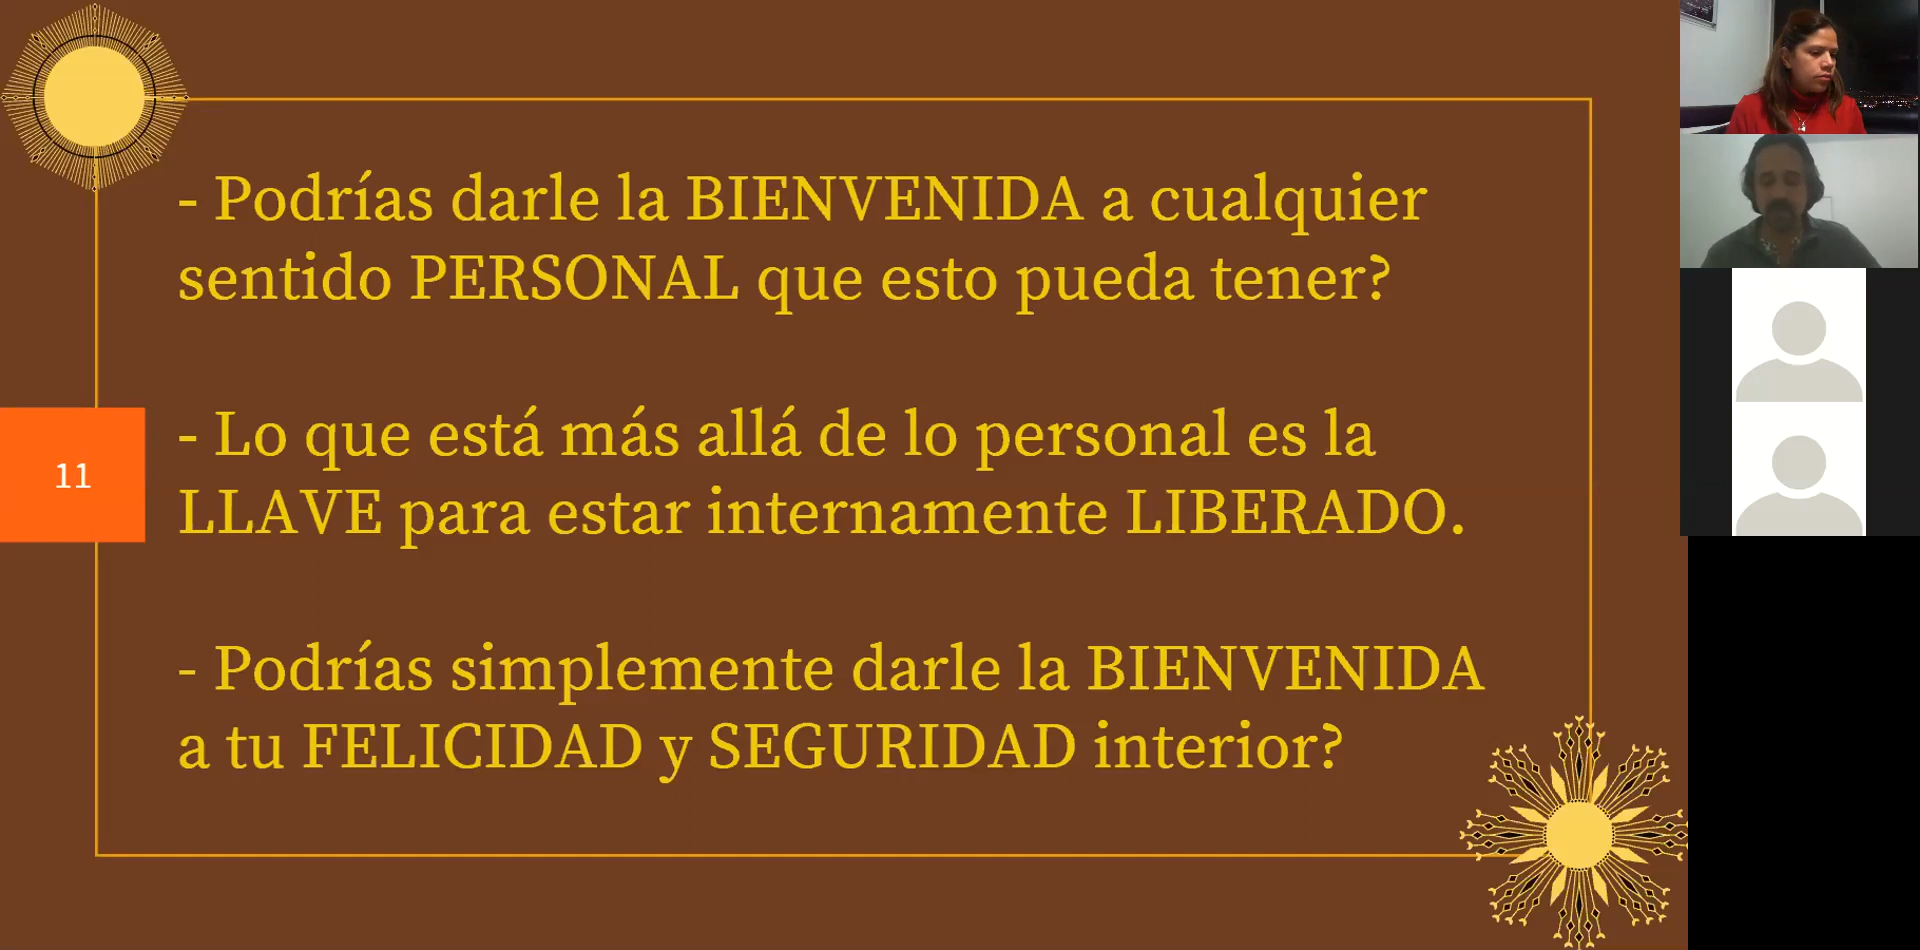 - Podrías darle la BIENVENIDA a cualquier
sentido PERSONAL que esto pueda tener?
- Lo que está más allá de lo personal es la
LLAVE para estar internamente LIBERADO.
- Podrías simplemente darle la BIENVENIDA
a tu FELICIDAD y SEGURIDAD interior?
11